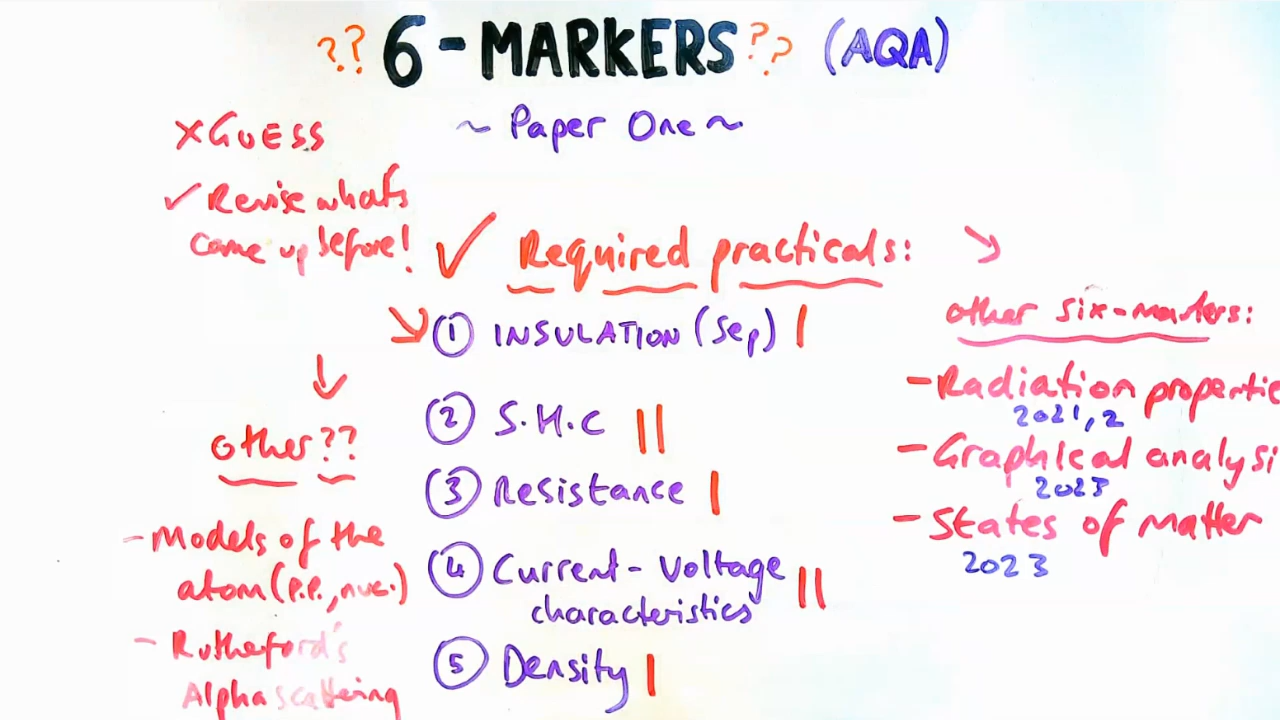 ?? 6-MARKERS ?? (AQA)
~ Paper One ~
X GUESS
✓ Revise what's
came up before!
✓ Required practicals:
① INSULATION (Sep) |
② S.H.C ||
③ Resistance |
④ Current-Voltage
characteristics ||
⑤ Density |
other ??
- Models of the
atom (P.P., nuc.)
- Rutheford's
Alpha scattering
other six-markers:
- Radiation propertie
2021, 2
- Graphical analysi
2023
- States of matter
2023